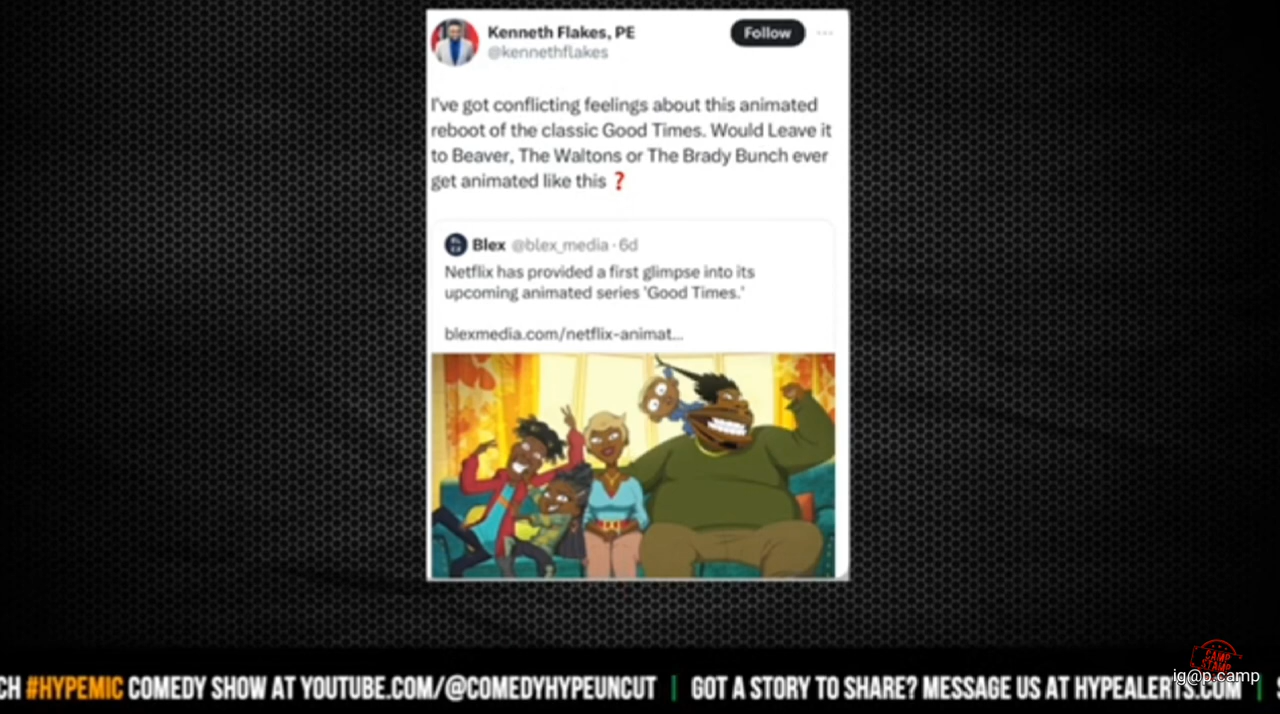 Kenneth Flakes, PE
Follow
@kennethflakes
I've got conflicting feelings about this animated
reboot of the classic Good Times. Would Leave it
to Beaver, The Waltons or The Brady Bunch ever
get animated like this ❓
Blex @blex_media · 6d
Netflix has provided a first glimpse into its
upcoming animated series 'Good Times.'
blexmedia.com/netflix-animat...
CAMP
STAMP
ig@p.camp
CH #HYPEMIC COMEDY SHOW AT YOUTUBE.COM/@COMEDYHYPEUNCUT | GOT A STORY TO SHARE? MESSAGE US AT HYPEALERTS.COM | S